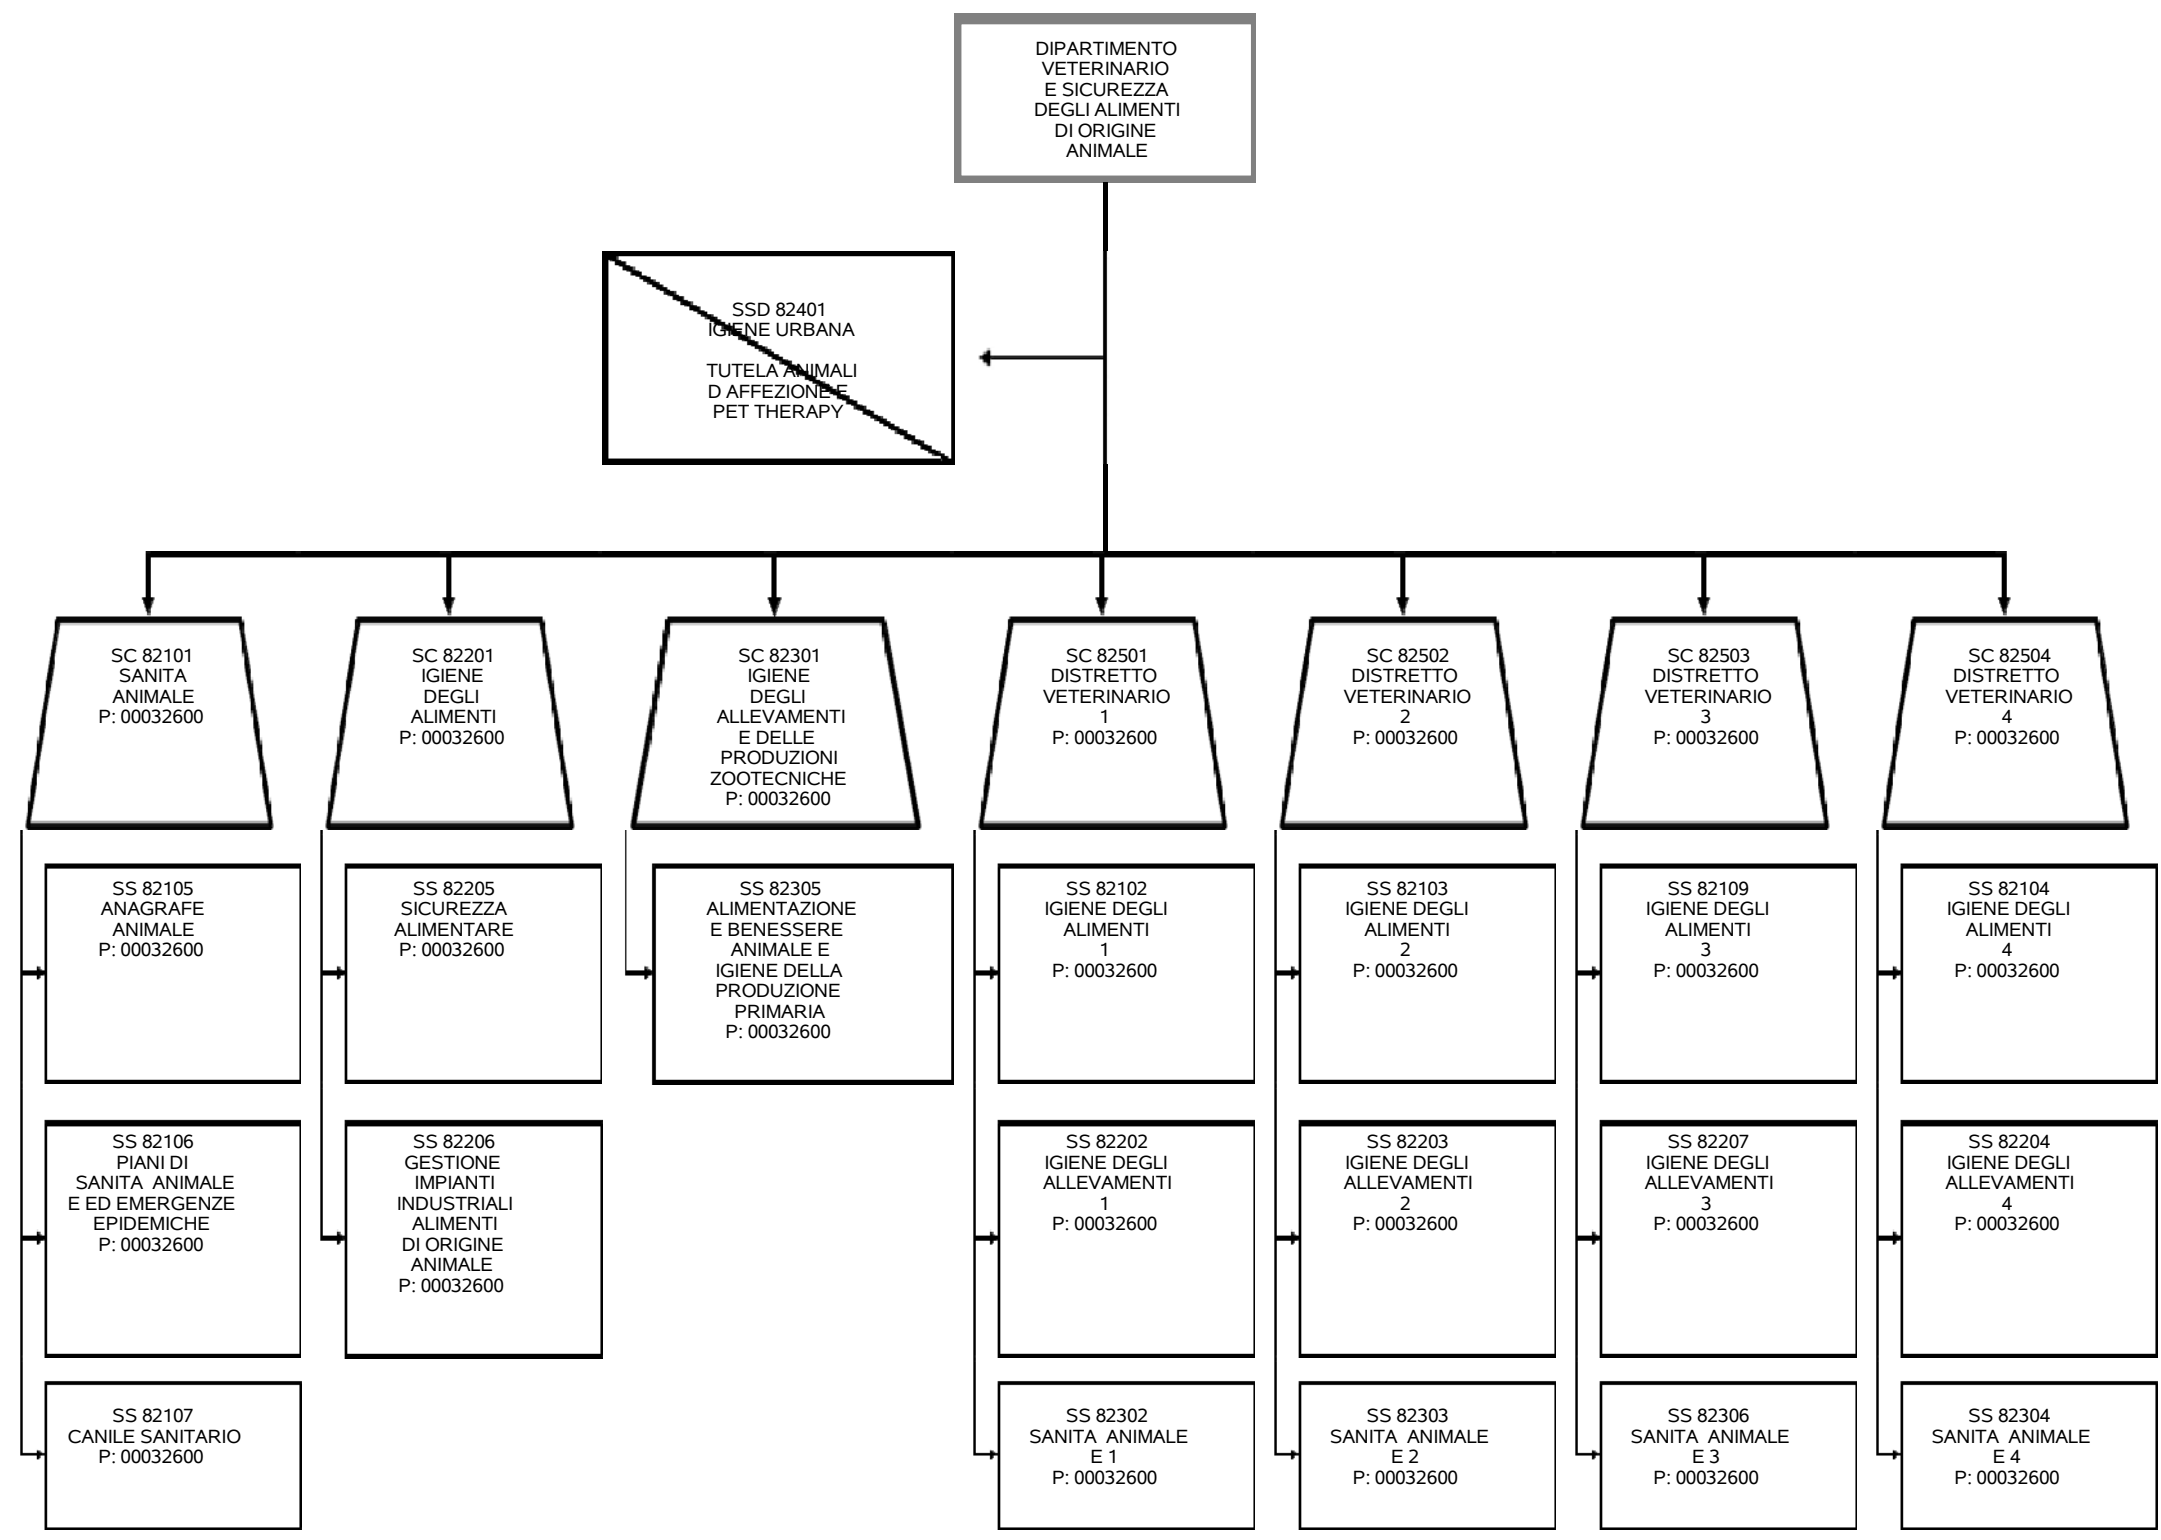 DIPARTIMENTO
VETERINARIO
E SICUREZZA
DEGLI ALIMENTI
DI ORIGINE
ANIMALE
SSD 82401
IGIENE URBANA
TUTELA ANIMALI
D AFFEZIONE E
PET THERAPY
SC 82101
SANITA
ANIMALE
P: 00032600
SC 82201
IGIENE
DEGLI
ALIMENTI
P: 00032600
SC 82301
IGIENE
DEGLI
ALLEVAMENTI
E DELLE
PRODUZIONI
ZOOTECNICHE
P: 00032600
SC 82501
DISTRETTO
VETERINARIO
1
P: 00032600
SC 82502
DISTRETTO
VETERINARIO
2
P: 00032600
SC 82503
DISTRETTO
VETERINARIO
3
P: 00032600
SC 82504
DISTRETTO
VETERINARIO
4
P: 00032600
SS 82105
ANAGRAFE
ANIMALE
P: 00032600
SS 82205
SICUREZZA
ALIMENTARE
P: 00032600
SS 82305
ALIMENTAZIONE
E BENESSERE
ANIMALE E
IGIENE DELLA
PRODUZIONE
PRIMARIA
P: 00032600
SS 82102
IGIENE DEGLI
ALIMENTI
1
P: 00032600
SS 82103
IGIENE DEGLI
ALIMENTI
2
P: 00032600
SS 82109
IGIENE DEGLI
ALIMENTI
3
P: 00032600
SS 82104
IGIENE DEGLI
ALIMENTI
4
P: 00032600
SS 82106
PIANI DI
SANITA ANIMALE
E ED EMERGENZE
EPIDEMICHE
P: 00032600
SS 82206
GESTIONE
IMPIANTI
INDUSTRIALI
ALIMENTI
DI ORIGINE
ANIMALE
P: 00032600
SS 82202
IGIENE DEGLI
ALLEVAMENTI
1
P: 00032600
SS 82203
IGIENE DEGLI
ALLEVAMENTI
2
P: 00032600
SS 82207
IGIENE DEGLI
ALLEVAMENTI
3
P: 00032600
SS 82204
IGIENE DEGLI
ALLEVAMENTI
4
P: 00032600
SS 82107
CANILE SANITARIO
P: 00032600
SS 82302
SANITA ANIMALE
E 1
P: 00032600
SS 82303
SANITA ANIMALE
E 2
P: 00032600
SS 82306
SANITA ANIMALE
E 3
P: 00032600
SS 82304
SANITA ANIMALE
E 4
P: 00032600